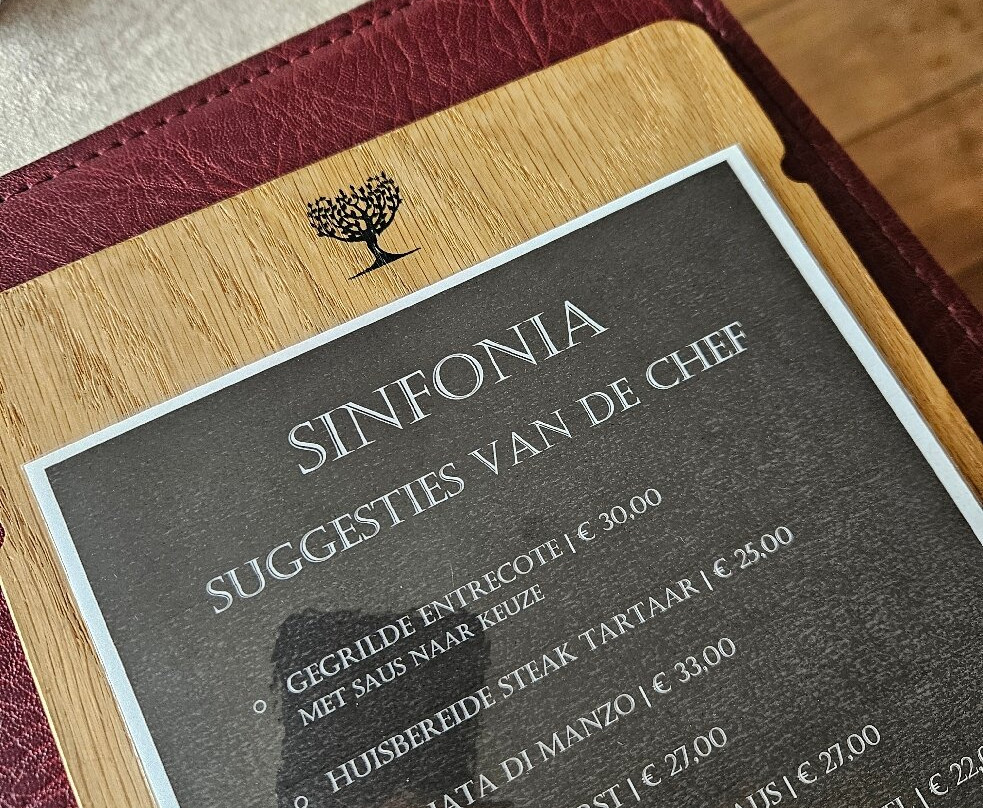 SINFONIA
SUGGESTIES VAN DE CHEF
GEGRILDE ENTRECOTE | € 30,00
MET SAUS NAAR KEUZE
HUISBEREIDE STEAK TARTAAR | € 25,00
DI MANZO | € 33,00
| € 27,00
| € 27,00